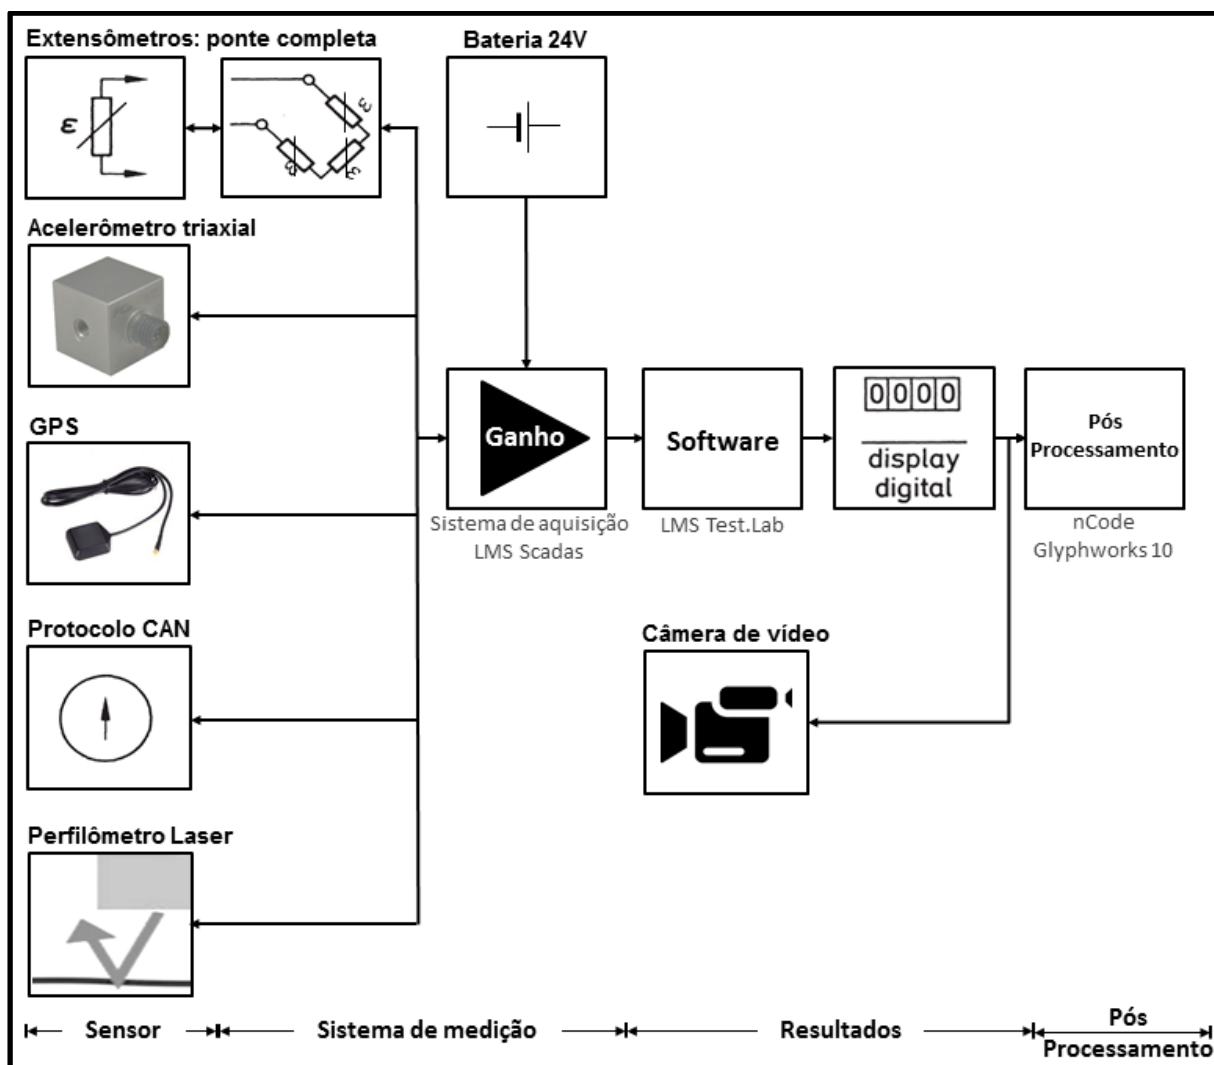 Extensômetros: ponte completa
Bateria 24V
ε
ε
ε
ε
Acelerômetro triaxial
GPS
Ganho
Sistema de aquisição
LMS Scadas
Software
LMS Test.Lab
0000
display
digital
Pós
Processamento
nCode
Glyphworks 10
Protocolo CAN
Câmera de vídeo
Perfilômetro Laser
Sensor
Sistema de medição
Resultados
Pós
Processamento